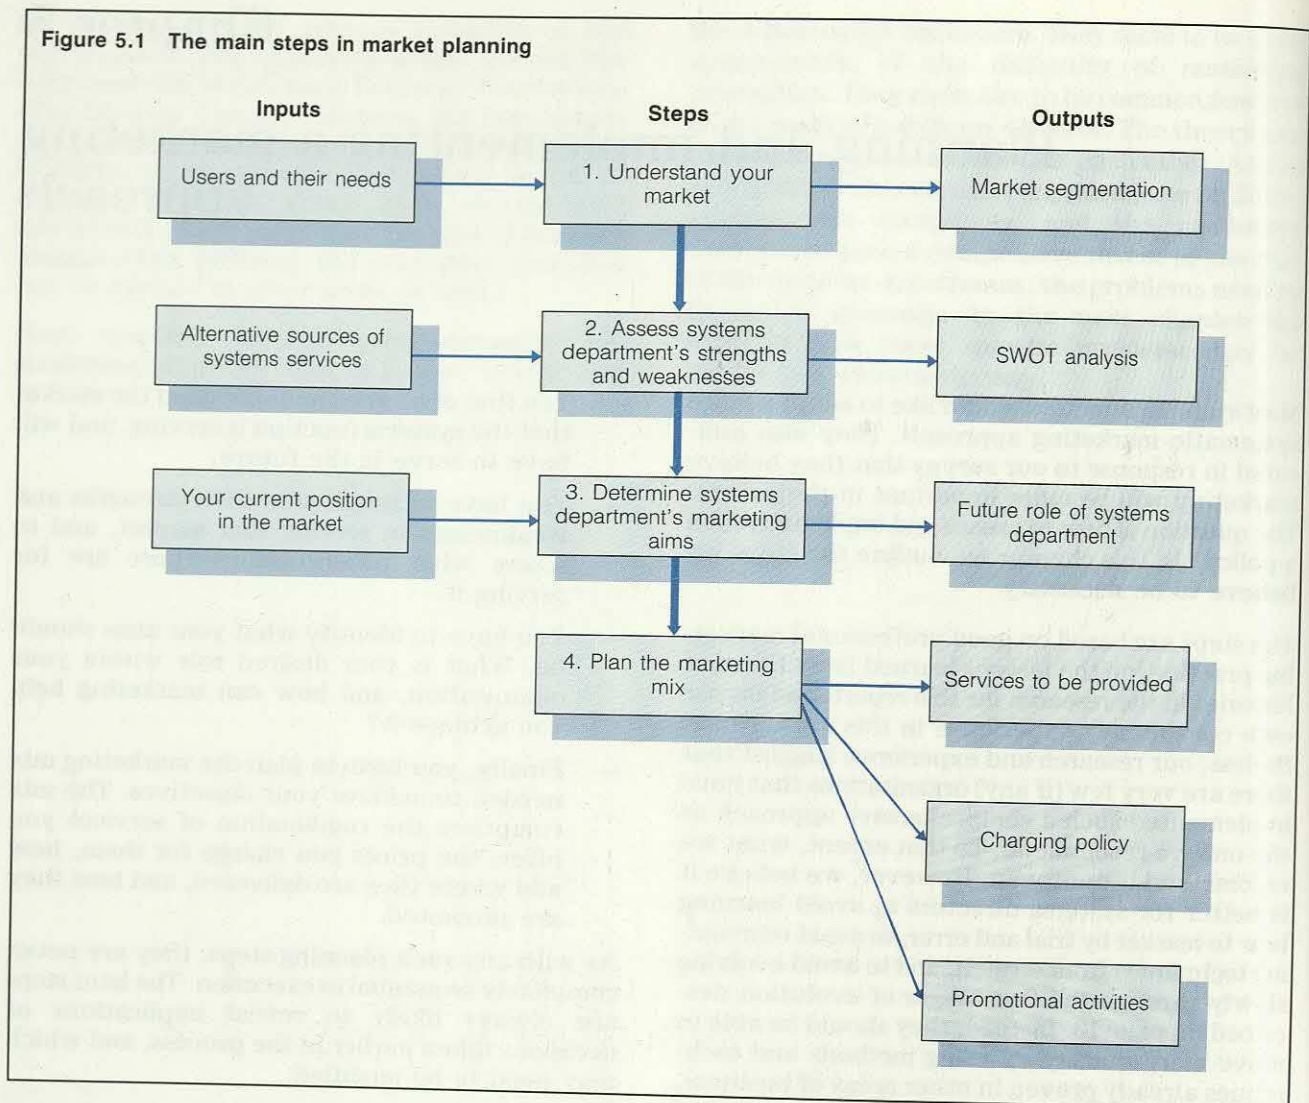 Figure 5.1 The main steps in market planning
Inputs
Steps
Outputs
Users and their needs
1. Understand your
market
Market segmentation
Alternative sources of
systems services
2. Assess systems
department's strengths
and weaknesses
SWOT analysis
Your current position
in the market
3. Determine systems
department's marketing
aims
Future role of systems
department
4. Plan the marketing
mix
Services to be provided
Charging policy
Promotional activities